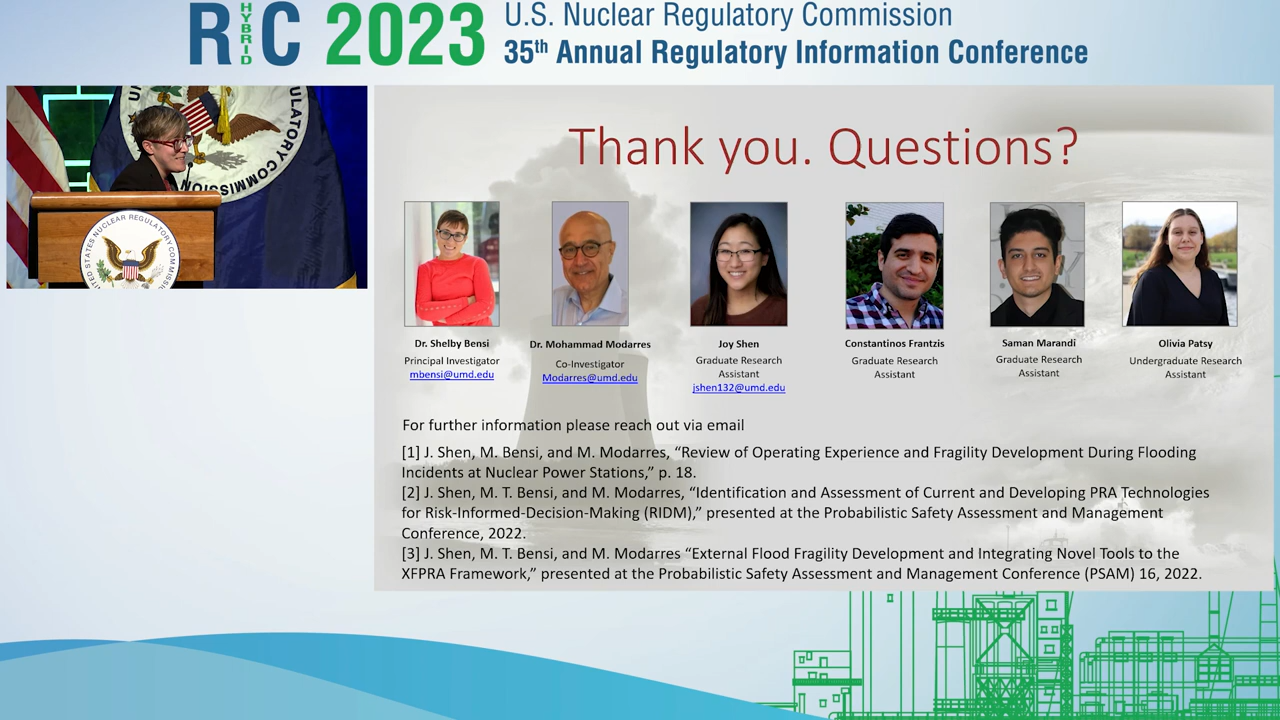 RIC 2023
HYBRID
U.S. Nuclear Regulatory Commission
35th Annual Regulatory Information Conference
Thank you. Questions?
Dr. Shelby Bensi
Principal Investigator
mbensi@umd.edu
Dr. Mohammad Modarres
Co-Investigator
Modarres@umd.edu
Joy Shen
Graduate Research
Assistant
jshen132@umd.edu
Constantinos Frantzis
Graduate Research
Assistant
Saman Marandi
Graduate Research
Assistant
Olivia Patsy
Undergraduate Research
Assistant
For further information please reach out via email
[1] J. Shen, M. Bensi, and M. Modarres, “Review of Operating Experience and Fragility Development During Flooding
Incidents at Nuclear Power Stations,” p. 18.
[2] J. Shen, M. T. Bensi, and M. Modarres, “Identification and Assessment of Current and Developing PRA Technologies
for Risk-Informed-Decision-Making (RIDM),” presented at the Probabilistic Safety Assessment and Management
Conference, 2022.
[3] J. Shen, M. T. Bensi, and M. Modarres “External Flood Fragility Development and Integrating Novel Tools to the
XFPRA Framework,” presented at the Probabilistic Safety Assessment and Management Conference (PSAM) 16, 2022.
UNITED STATES NUCLEAR REGULATORY COMMISSION